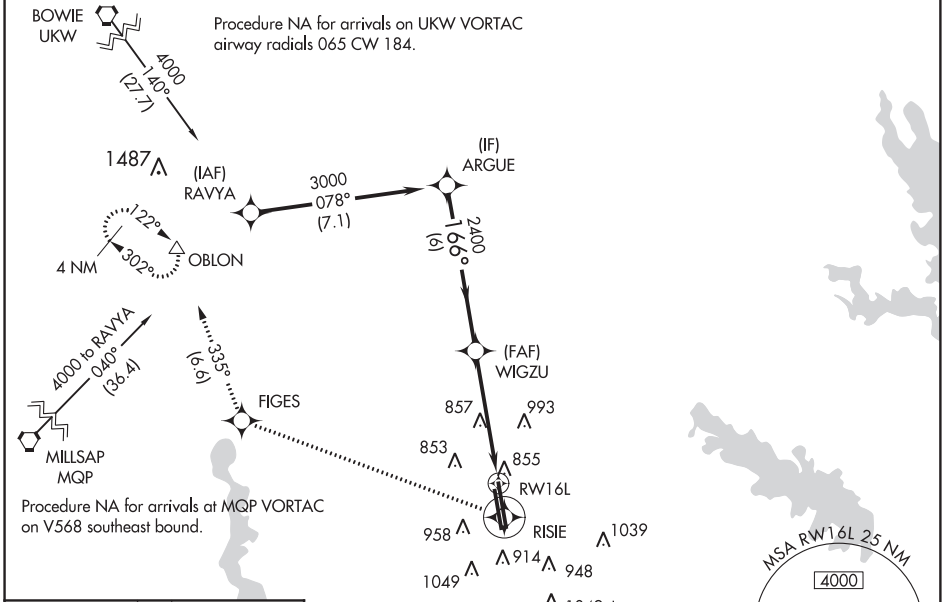 BOWIE
UKW
Procedure NA for arrivals on UKW VORTAC
airway radials 065 CW 184.
4000
140°
(27.7)
1487
(IAF)
RAVYA
3000
078°
(7.1)
(IF)
ARGUE
2400
166°
(6)
122°
302°
4 NM
OBLON
4000 to RAVYA
040°
(36.4)
335°
(6.6)
FIGES
(FAF)
WIGZU
857
993
853
855
RW16L
RISIE
MILLSAP
MQP
Procedure NA for arrivals at MQP VORTAC
on V568 southeast bound.
958
914
948
1039
1049
MSA RW16L 25 NM
4000